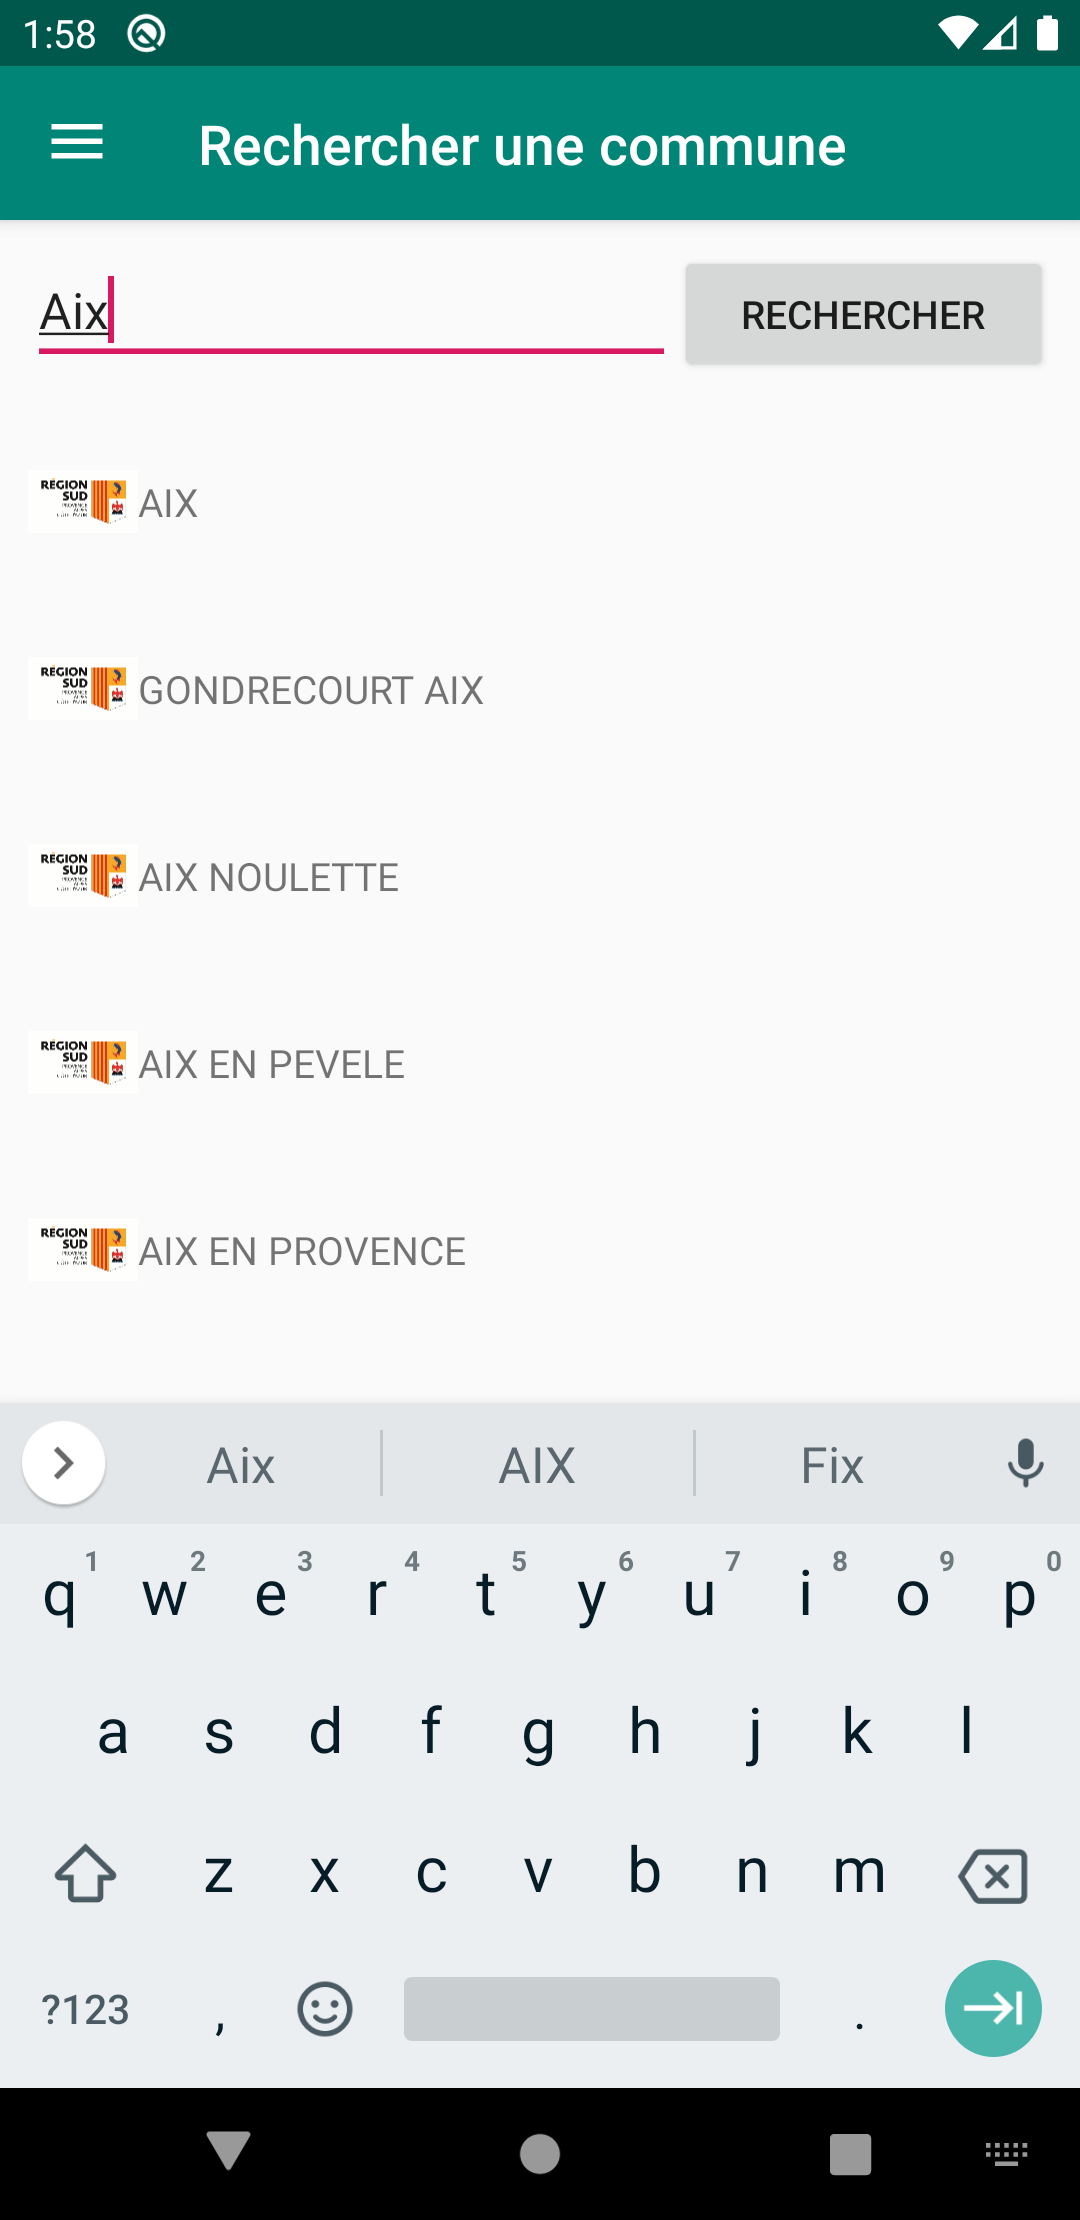 1:58
Rechercher une commune
Aix
RECHERCHER
REGION
SUD
AIX
REGION
SUD
GONDRECOURT AIX
REGION
SUD
AIX NOULETTE
REGION
SUD
AIX EN PEVELE
REGION
SUD
AIX EN PROVENCE
Aix AIX Fix
1 2 3 4 5 6 7 8 9 0
q w e r t y u i o p
a s d f g h j k l
z x c v b n m
?123 , .